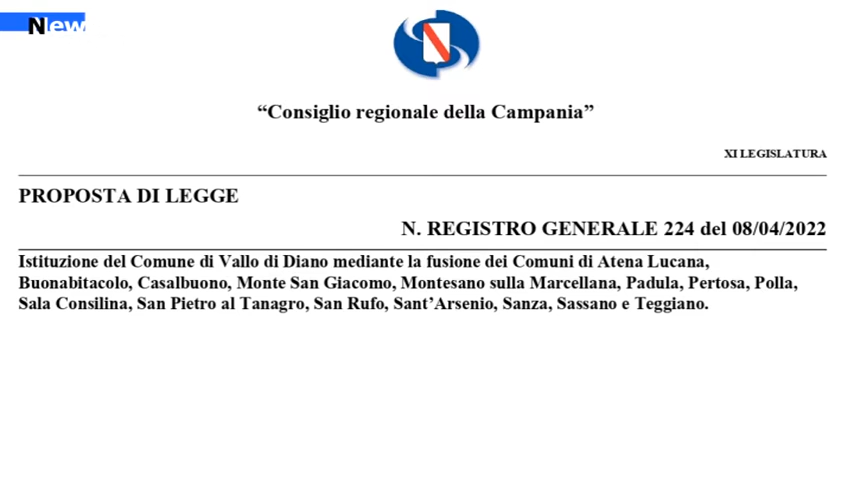 New
“Consiglio regionale della Campania”
XI LEGISLATURA
PROPOSTA DI LEGGE
N. REGISTRO GENERALE 224 del 08/04/2022
Istituzione del Comune di Vallo di Diano mediante la fusione dei Comuni di Atena Lucana,
Buonabitacolo, Casalbuono, Monte San Giacomo, Montesano sulla Marcellana, Padula, Pertosa, Polla,
Sala Consilina, San Pietro al Tanagro, San Rufo, Sant’Arsenio, Sanza, Sassano e Teggiano.